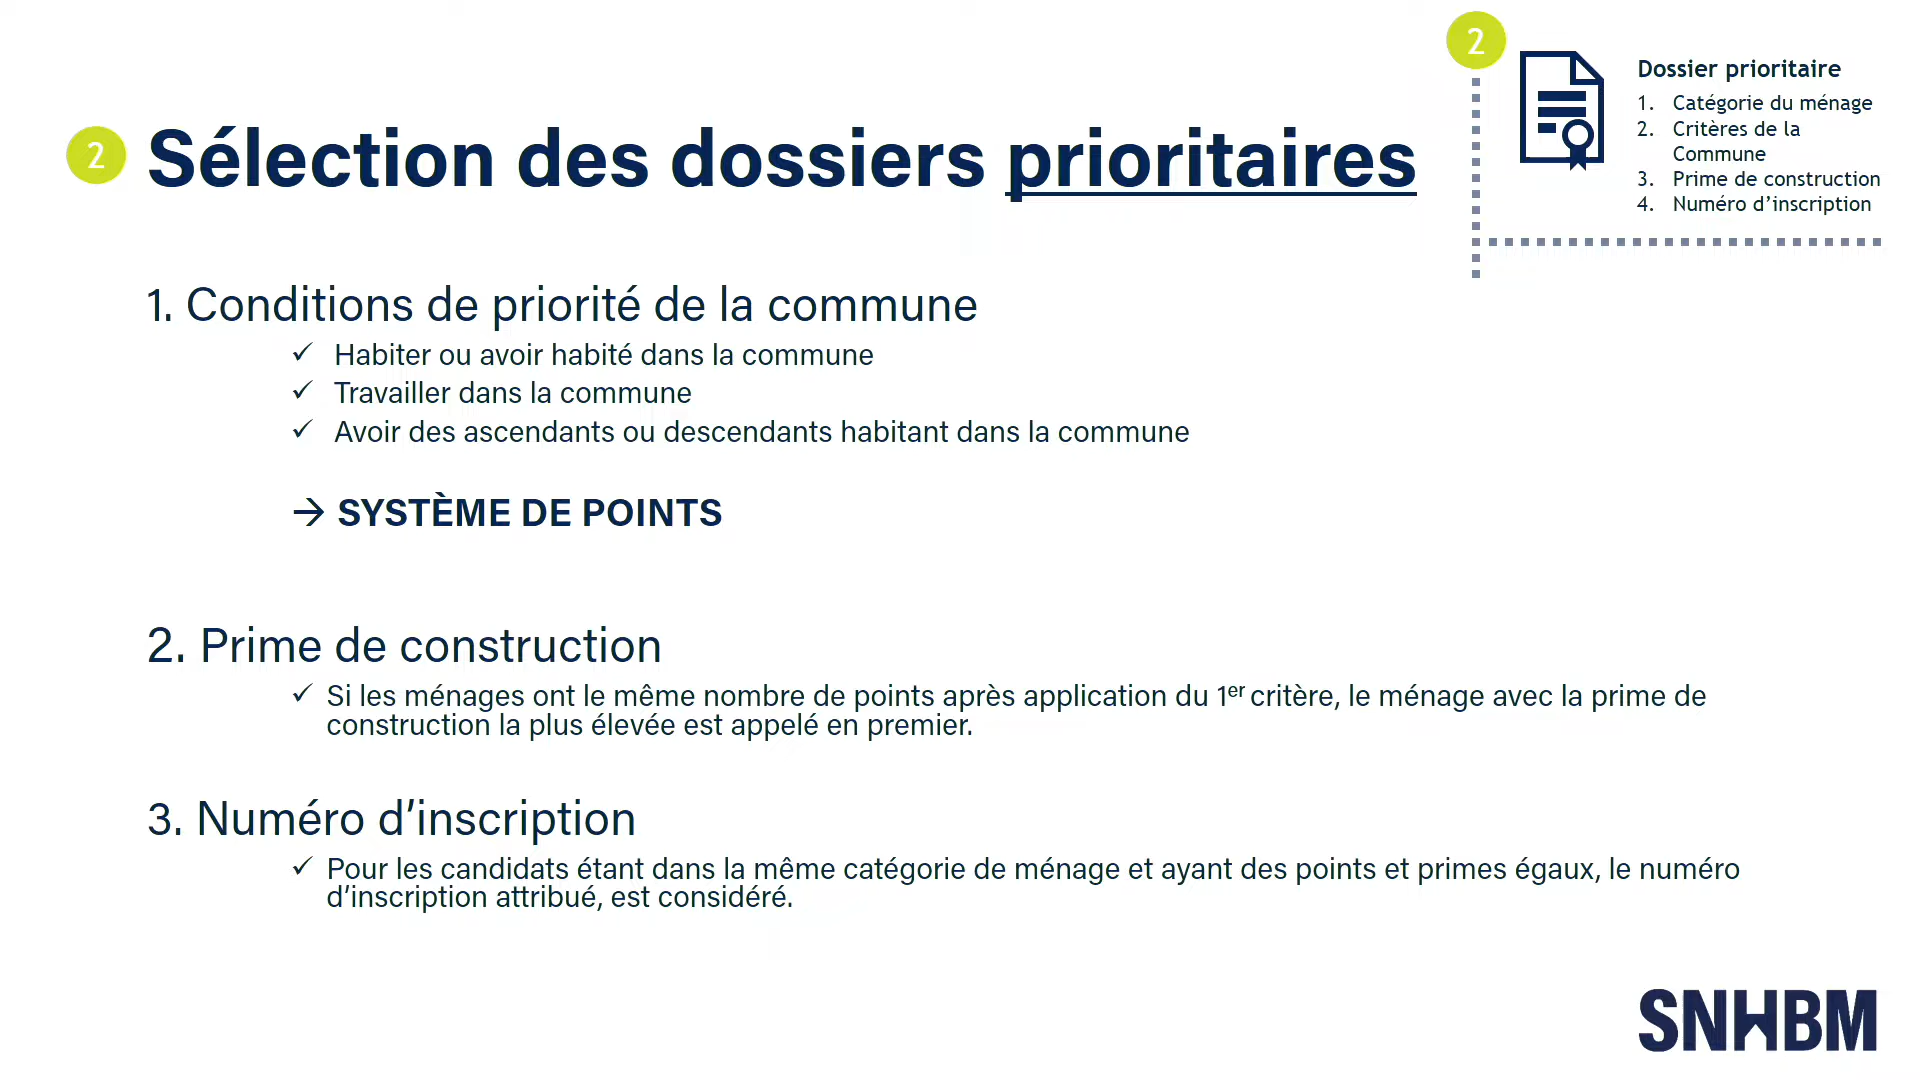 2
Dossier prioritaire
1. Catégorie du ménage
2. Critères de la
Commune
3. Prime de construction
4. Numéro d’inscription
2 Sélection des dossiers prioritaires
1. Conditions de priorité de la commune
✓ Habiter ou avoir habité dans la commune
✓ Travailler dans la commune
✓ Avoir des ascendants ou descendants habitant dans la commune
→ SYSTÈME DE POINTS
2. Prime de construction
✓ Si les ménages ont le même nombre de points après application du 1er critère, le ménage avec la prime de
construction la plus élevée est appelé en premier.
3. Numéro d’inscription
✓ Pour les candidats étant dans la même catégorie de ménage et ayant des points et primes égaux, le numéro
d’inscription attribué, est considéré.
SNHBM